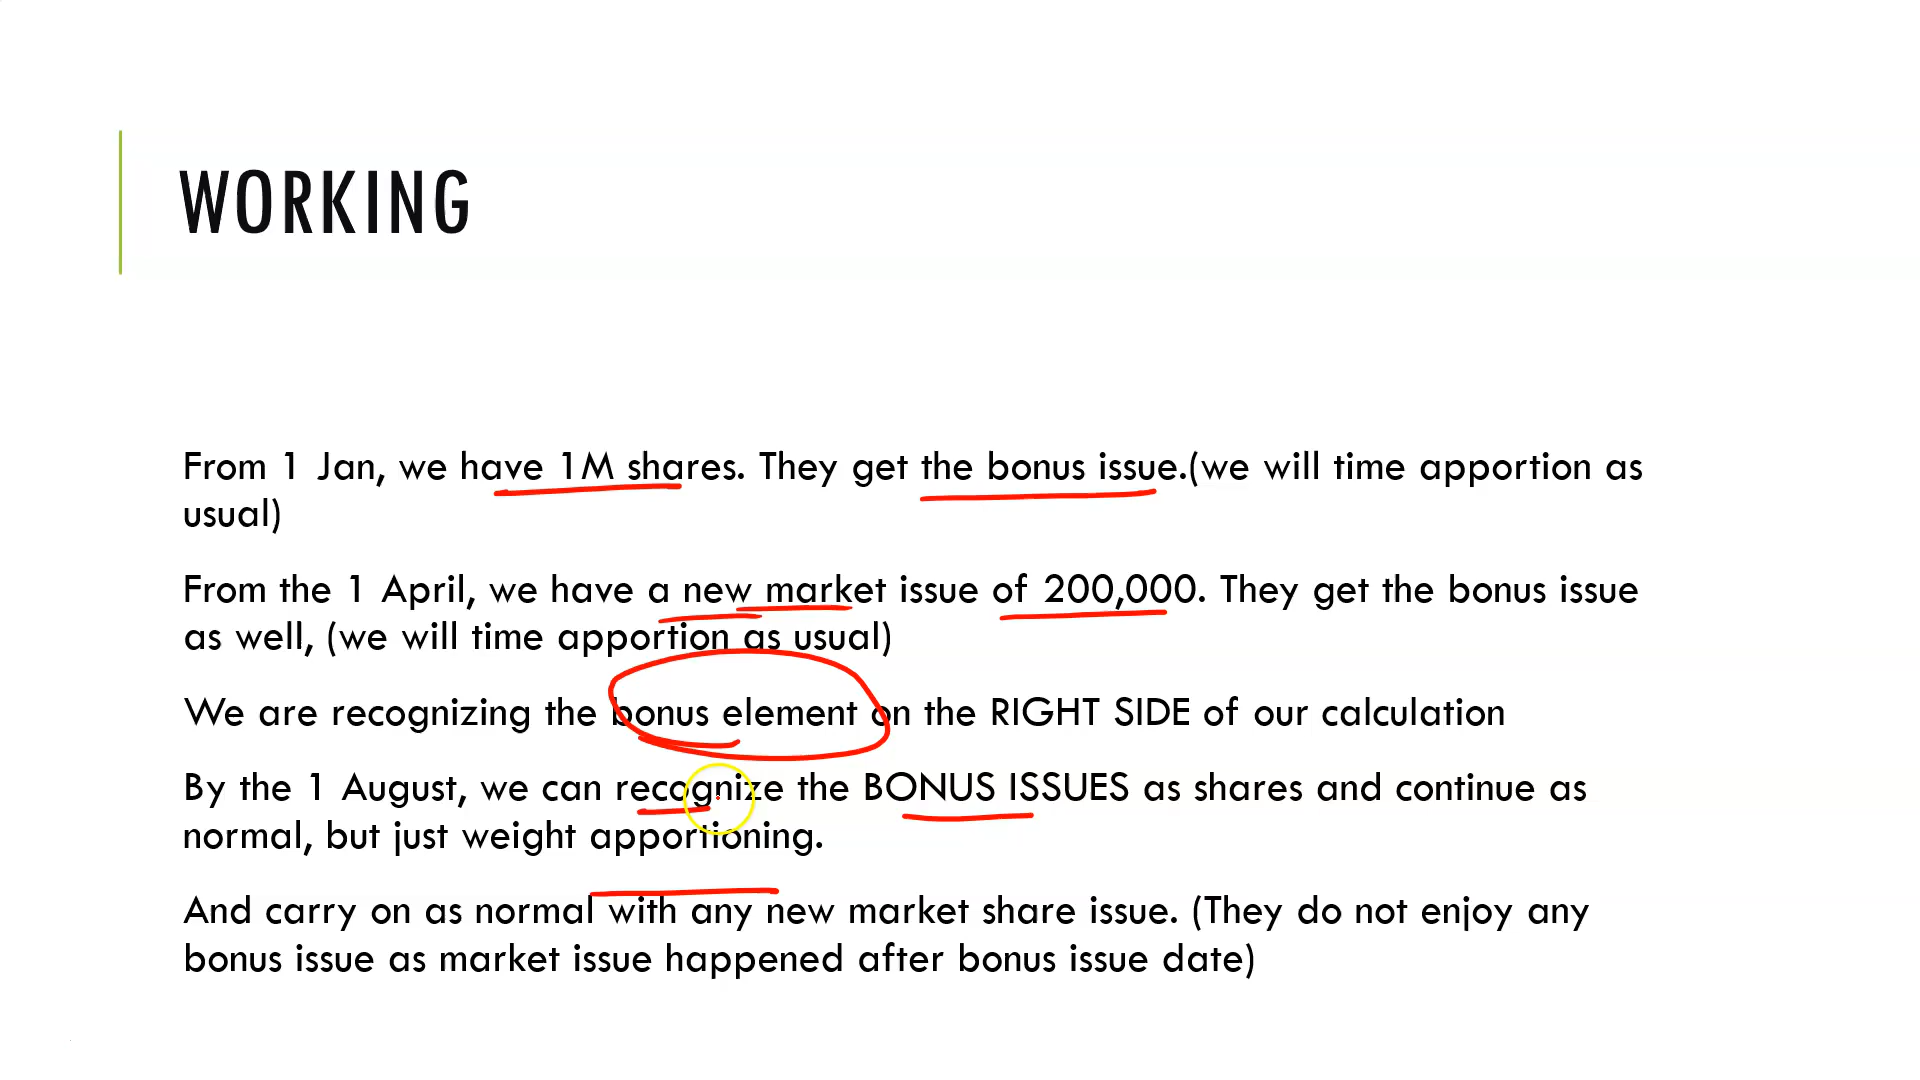 WORKING
From 1 Jan, we have 1M shares. They get the bonus issue.(we will time apportion as
usual)
From the 1 April, we have a new market issue of 200,000. They get the bonus issue
as well, (we will time apportion as usual)
We are recognizing the bonus element on the RIGHT SIDE of our calculation
By the 1 August, we can recognize the BONUS ISSUES as shares and continue as
normal, but just weight apportioning.
And carry on as normal with any new market share issue. (They do not enjoy any
bonus issue as market issue happened after bonus issue date)